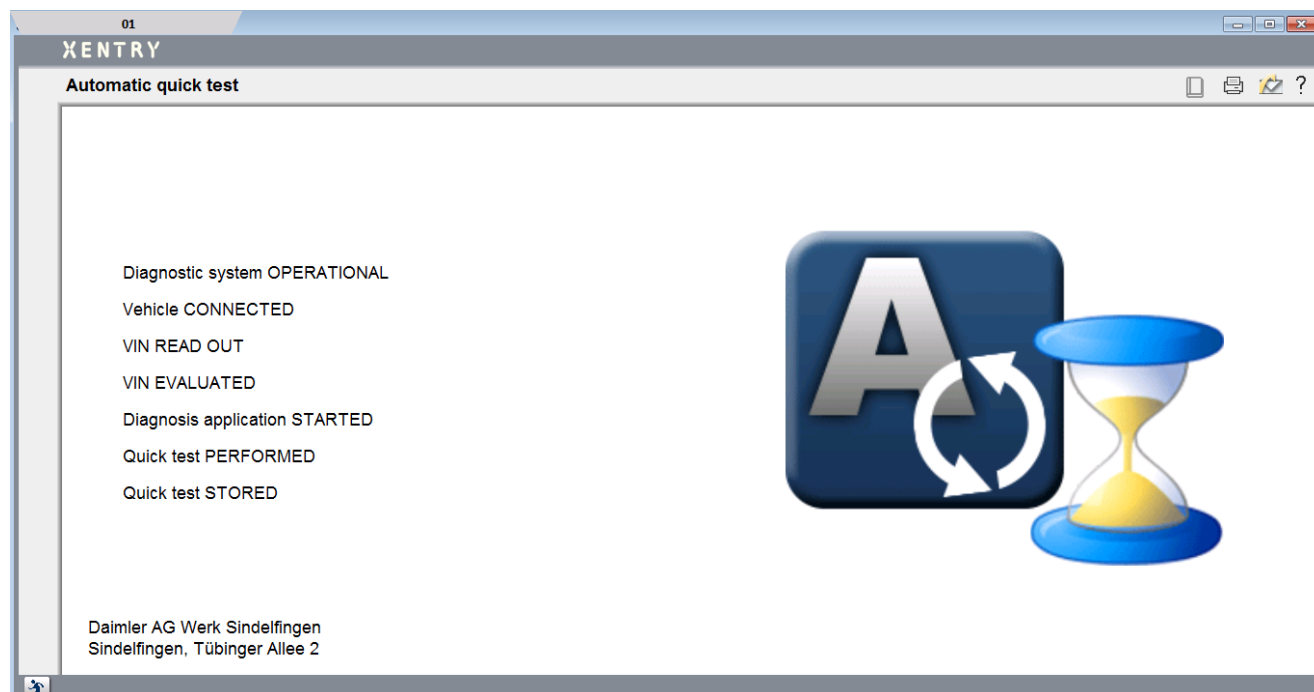 01
XENTRY
Automatic quick test
?
Diagnostic system OPERATIONAL
Vehicle CONNECTED
VIN READ OUT
VIN EVALUATED
Diagnosis application STARTED
Quick test PERFORMED
Quick test STORED
A
Daimler AG Werk Sindelfingen
Sindelfingen, Tübinger Allee 2